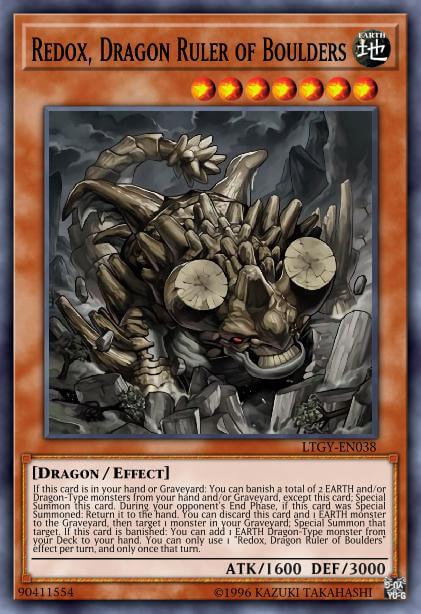 Redox, Dragon Ruler of Boulders
EARTH
地
LTGY-EN038
[Dragon / Effect]
If this card is in your hand or Graveyard: You can banish a total of 2 EARTH and/or
Dragon-Type monsters from your hand and/or Graveyard, except this card; Special
Summon this card. During your opponent's End Phase, if this card was Special
Summoned: Return it to the hand. You can discard this card and 1 EARTH monster
to the Graveyard, then target 1 monster in your Graveyard; Special Summon that
target. If this card is banished: You can add 1 EARTH Dragon-Type monster from
your Deck to your hand. You can only use 1 "Redox, Dragon Ruler of Boulders"
effect per turn, and only once that turn.
ATK/1600 DEF/3000
90411554
©1996 KAZUKI TAKAHASHI